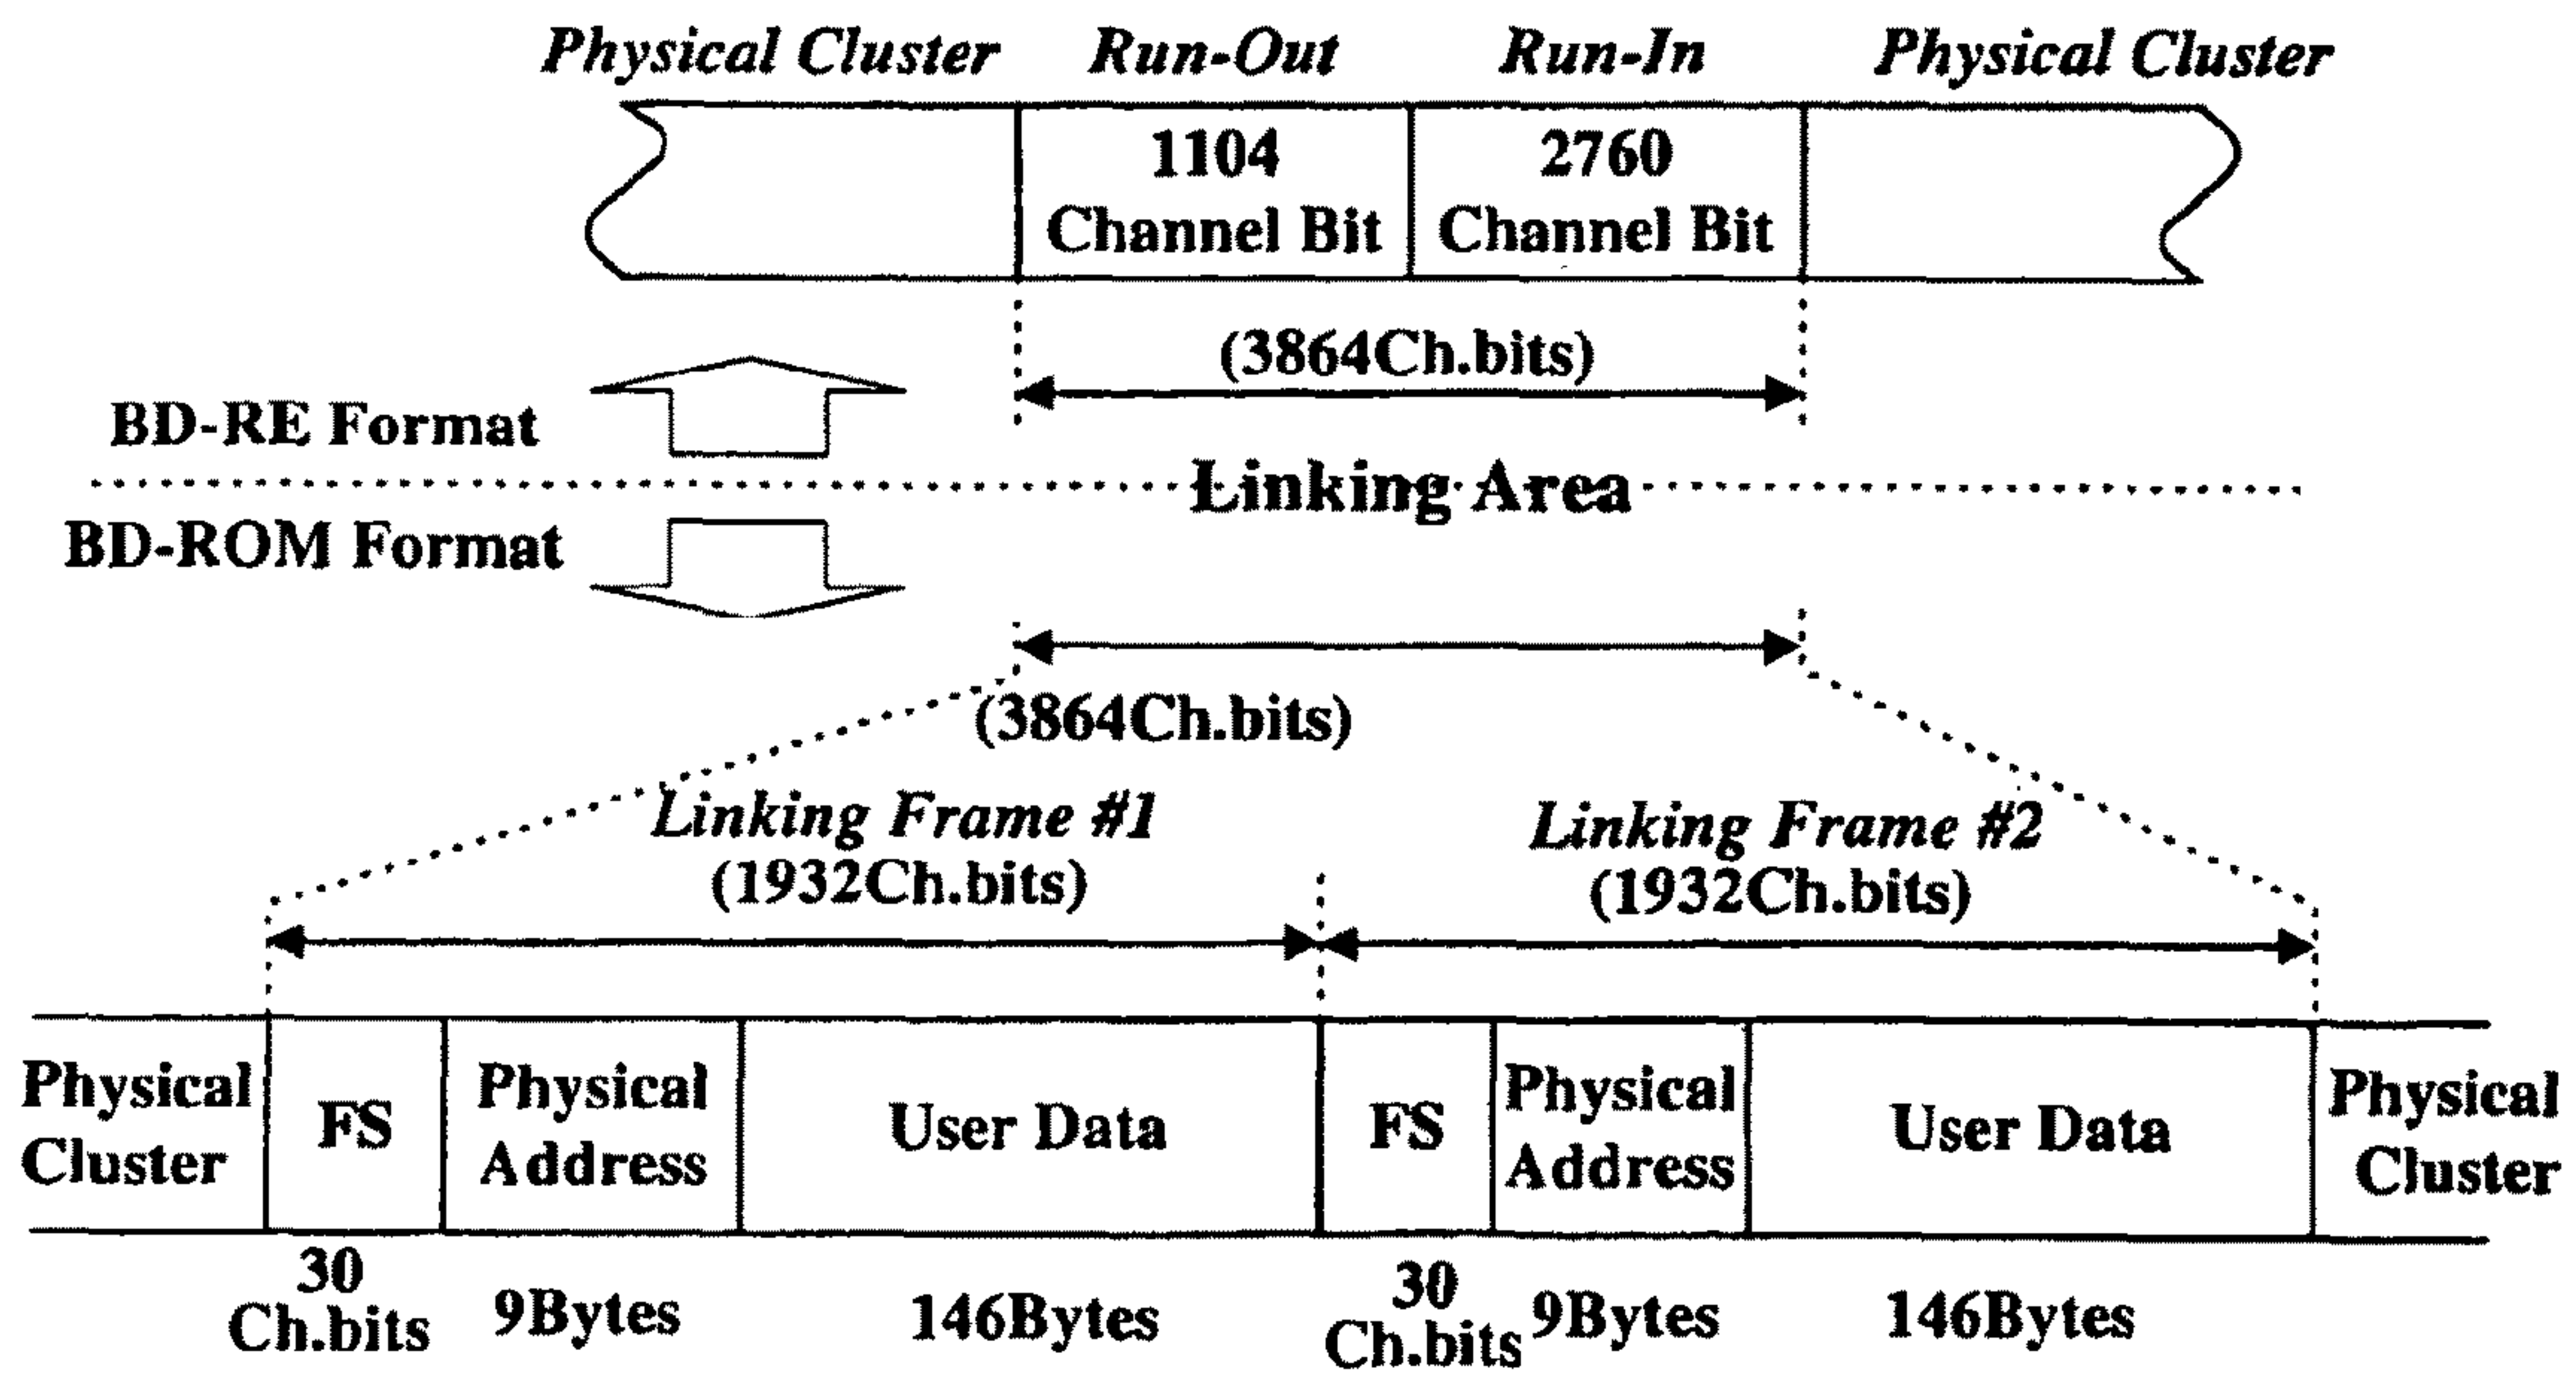 Physical Cluster Run-Out Run-In Physical Cluster
1104 2760
Channel Bit Channel Bit
(3864Ch.bits)
BD-RE Format
Linking Area
BD-ROM Format
(3864Ch.bits)
Linking Frame #1 Linking Frame #2
(1932Ch.bits) (1932Ch.bits)
Physical Cluster
FS
Physical Address
User Data
FS
Physical Address
User Data
Physical Cluster
30 Ch.bits
9Bytes
146Bytes
30 Ch.bits
9Bytes
146Bytes